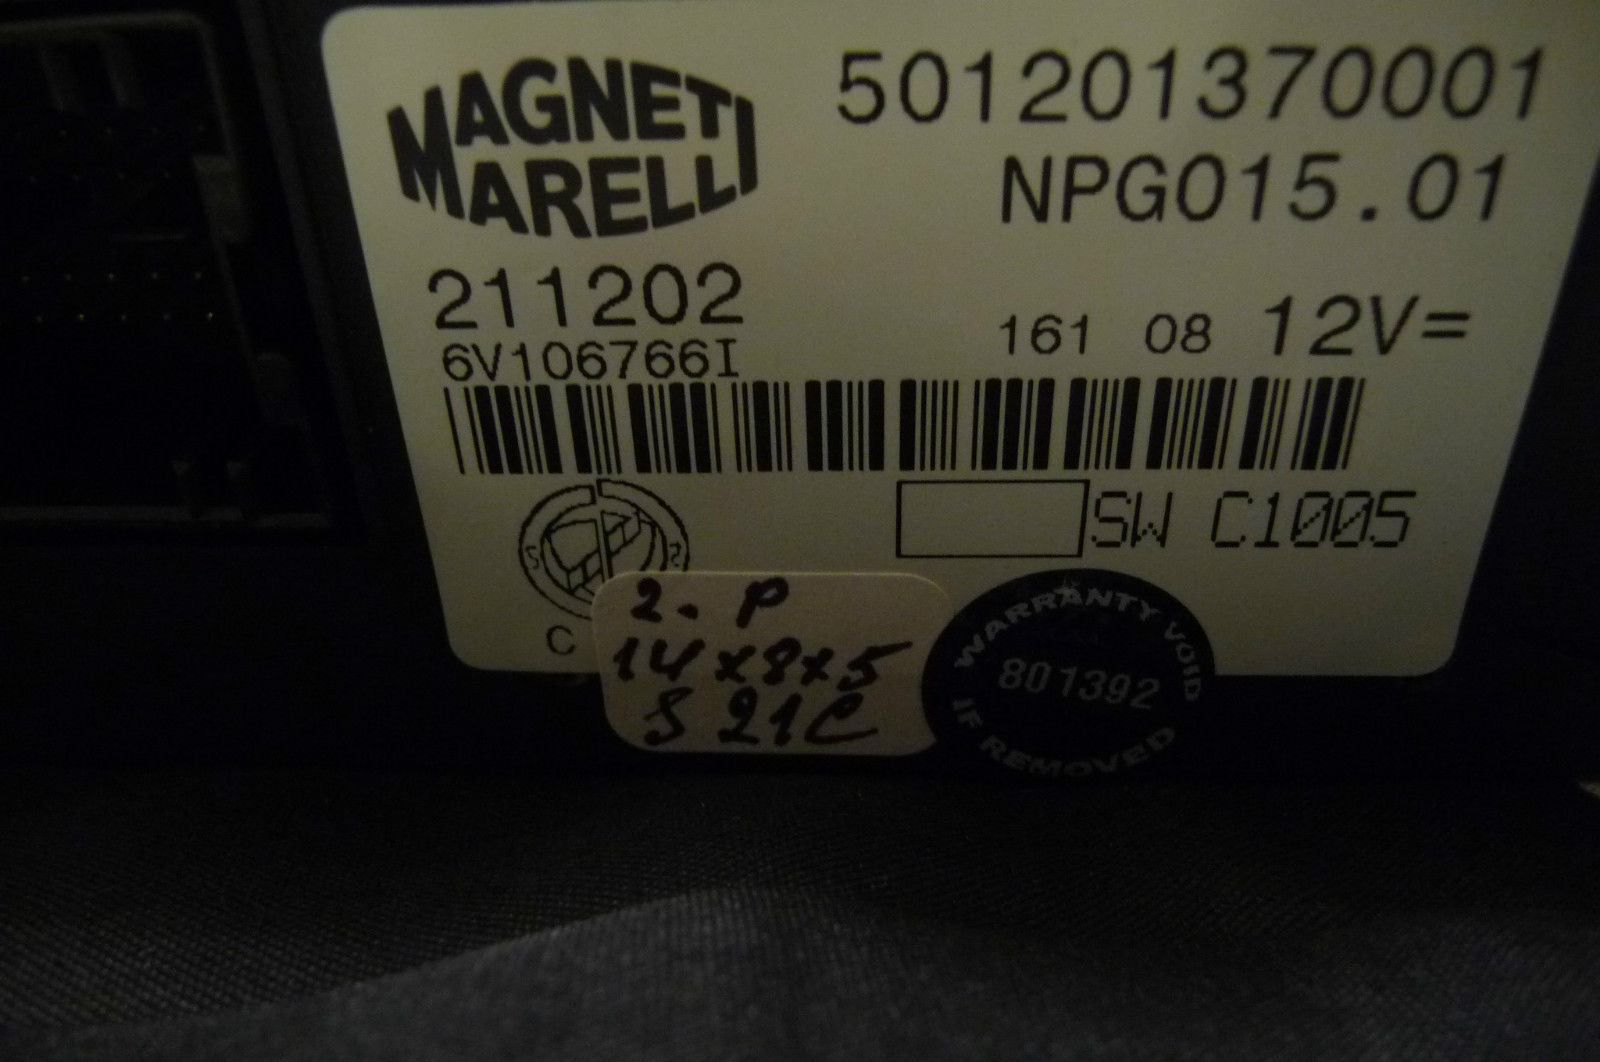 MAGNETI
MARELLI
501201370001
NPG015.01
211202
6V106766I
161 08 12V=
SW C1005
C
2. P
14x8x5
S 21C
WARRANTY VOID
801392
IF REMOVED